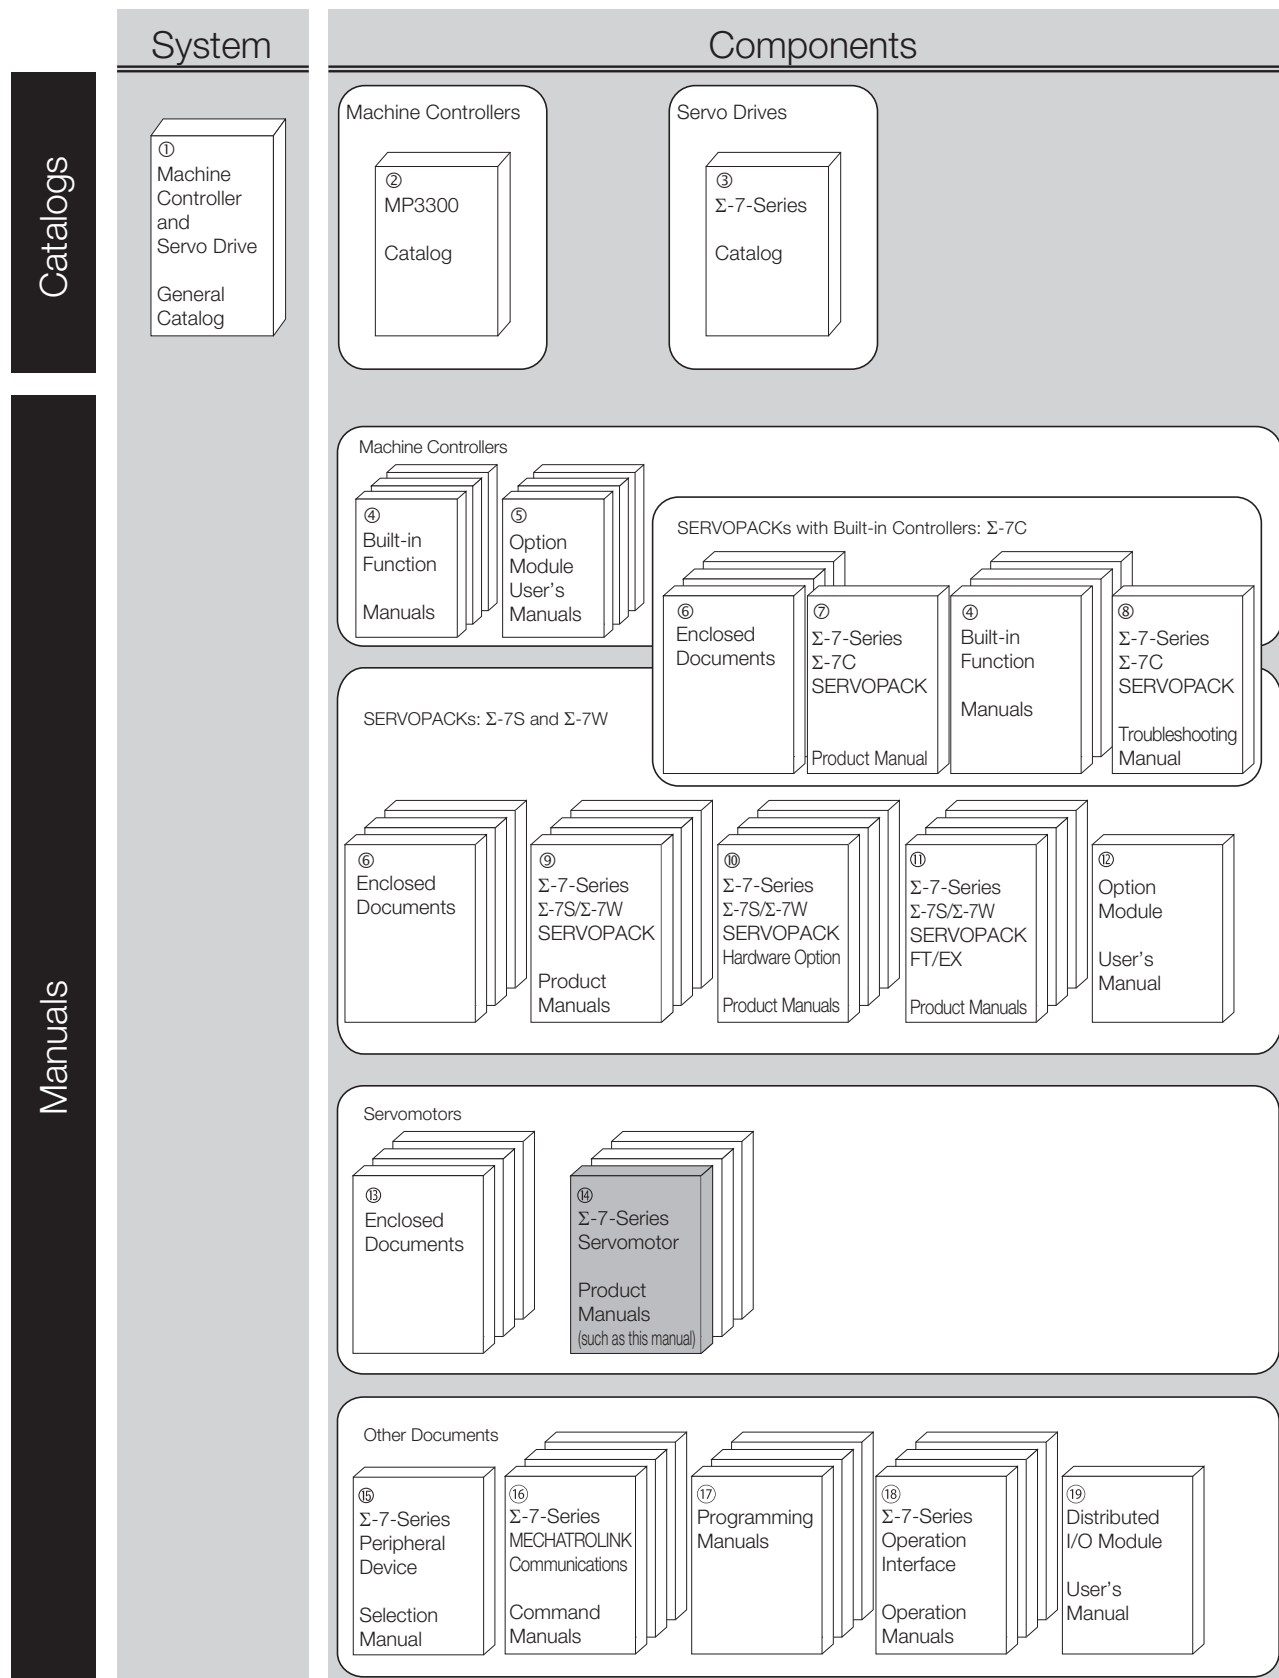 System
Components
Catalogs
①
Machine
Controller
and
Servo Drive
General
Catalog
Machine Controllers
②
MP3300
Catalog
Servo Drives
③
Σ-7-Series
Catalog
Manuals
Machine Controllers
④
Built-in
Function
Manuals
⑤
Option
Module
User's
Manuals
SERVOPACKs with Built-in Controllers: Σ-7C
⑥
Enclosed
Documents
⑦
Σ-7-Series
Σ-7C
SERVOPACK
Product Manual
④
Built-in
Function
Manuals
⑧
Σ-7-Series
Σ-7C
SERVOPACK
Troubleshooting
Manual
SERVOPACKs: Σ-7S and Σ-7W
⑥
Enclosed
Documents
⑨
Σ-7-Series
Σ-7S/Σ-7W
SERVOPACK
Product
Manuals
⑩
Σ-7-Series
Σ-7S/Σ-7W
SERVOPACK
Hardware Option
Product Manuals
⑪
Σ-7-Series
Σ-7S/Σ-7W
SERVOPACK
FT/EX
Product Manuals
⑫
Option
Module
User's
Manual
Servomotors
⑬
Enclosed
Documents
⑭
Σ-7-Series
Servomotor
Product
Manuals
(such as this manual)
Other Documents
⑮
Σ-7-Series
Peripheral
Device
Selection
Manual
⑯
Σ-7-Series
MECHATROLINK
Communications
Command
Manuals
⑰
Programming
Manuals
⑱
Σ-7-Series
Operation
Interface
Operation
Manuals
⑲
Distributed
I/O Module
User's
Manual